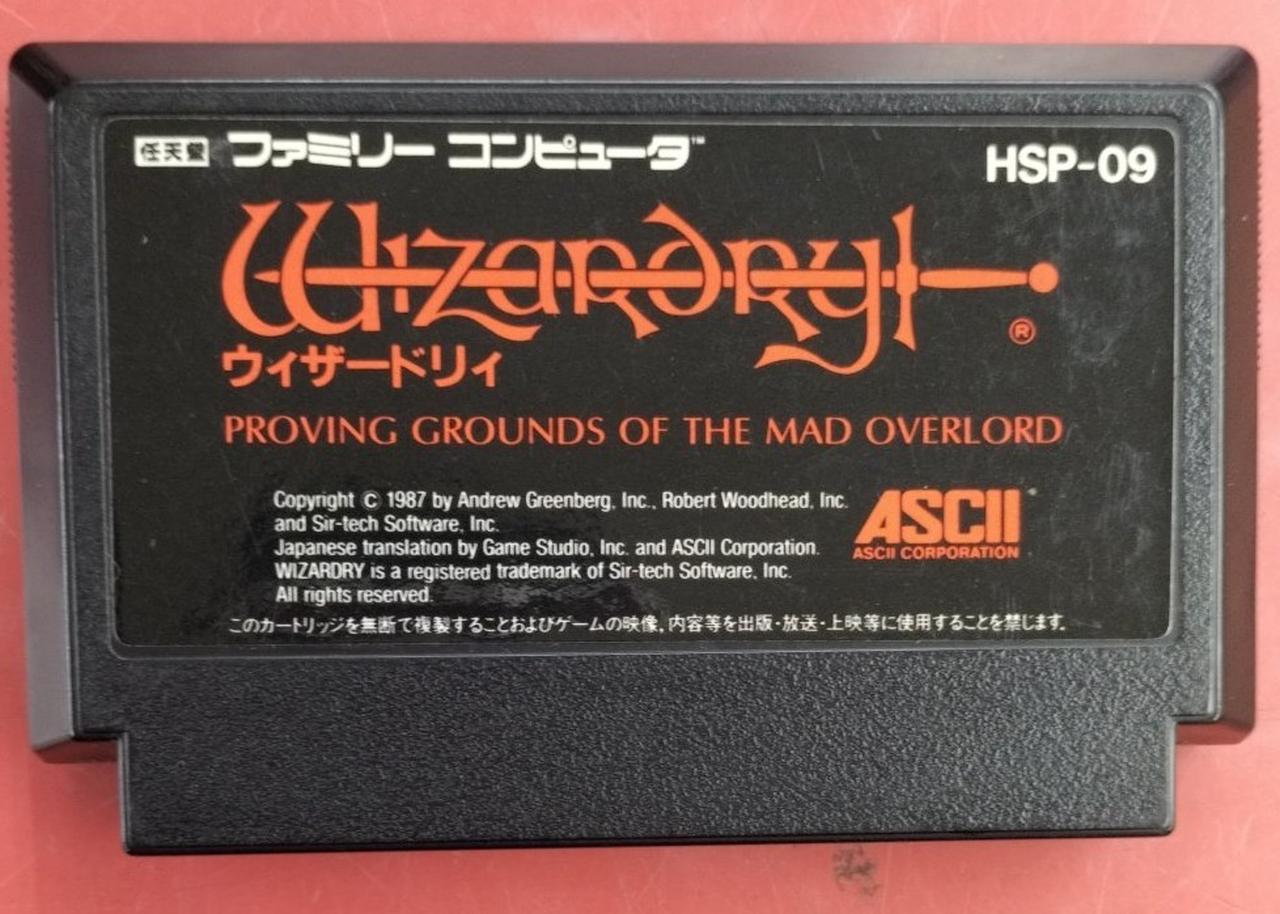 任天堂 ファミリー コンピュータ™ HSP-09
Wizardry
®
ウィザードリィ
PROVING GROUNDS OF THE MAD OVERLORD
Copyright © 1987 by Andrew Greenberg, Inc., Robert Woodhead, Inc.
and Sir-tech Software, Inc.
Japanese translation by Game Studio, Inc. and ASCII Corporation.
WIZARDRY is a registered trademark of Sir-tech Software, Inc.
All rights reserved.
ASCII
ASCII CORPORATION
このカートリッジを無断で複製することおよびゲームの映像,内容等を出版・放送・上映等に使用することを禁じます。